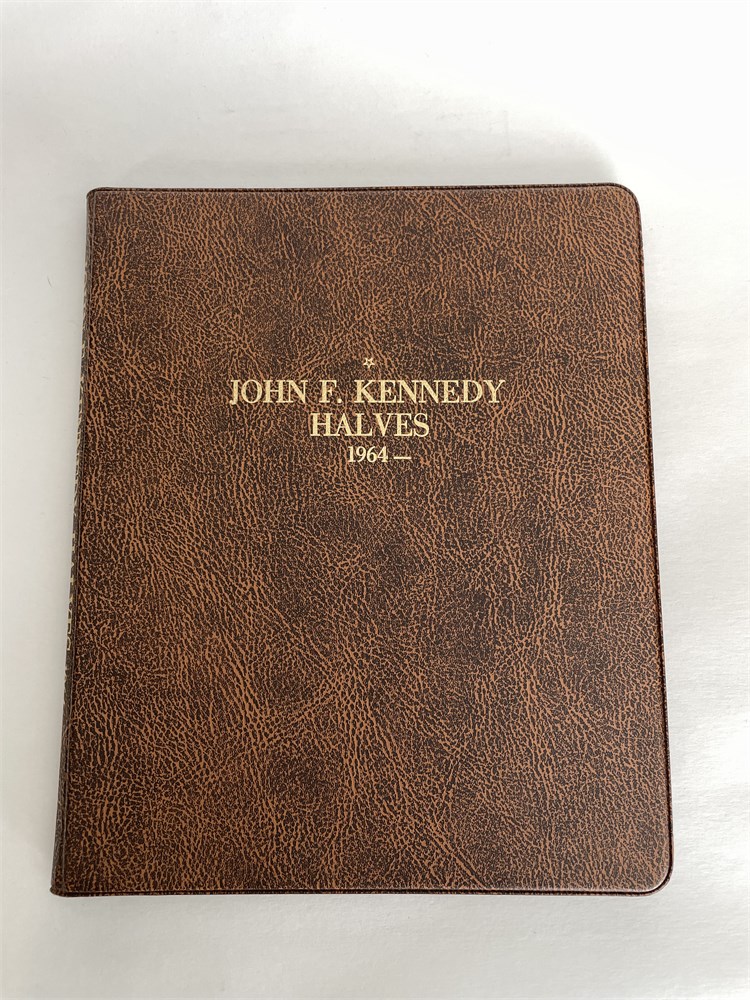 JOHN F. KENNEDY
HALVES
1964—